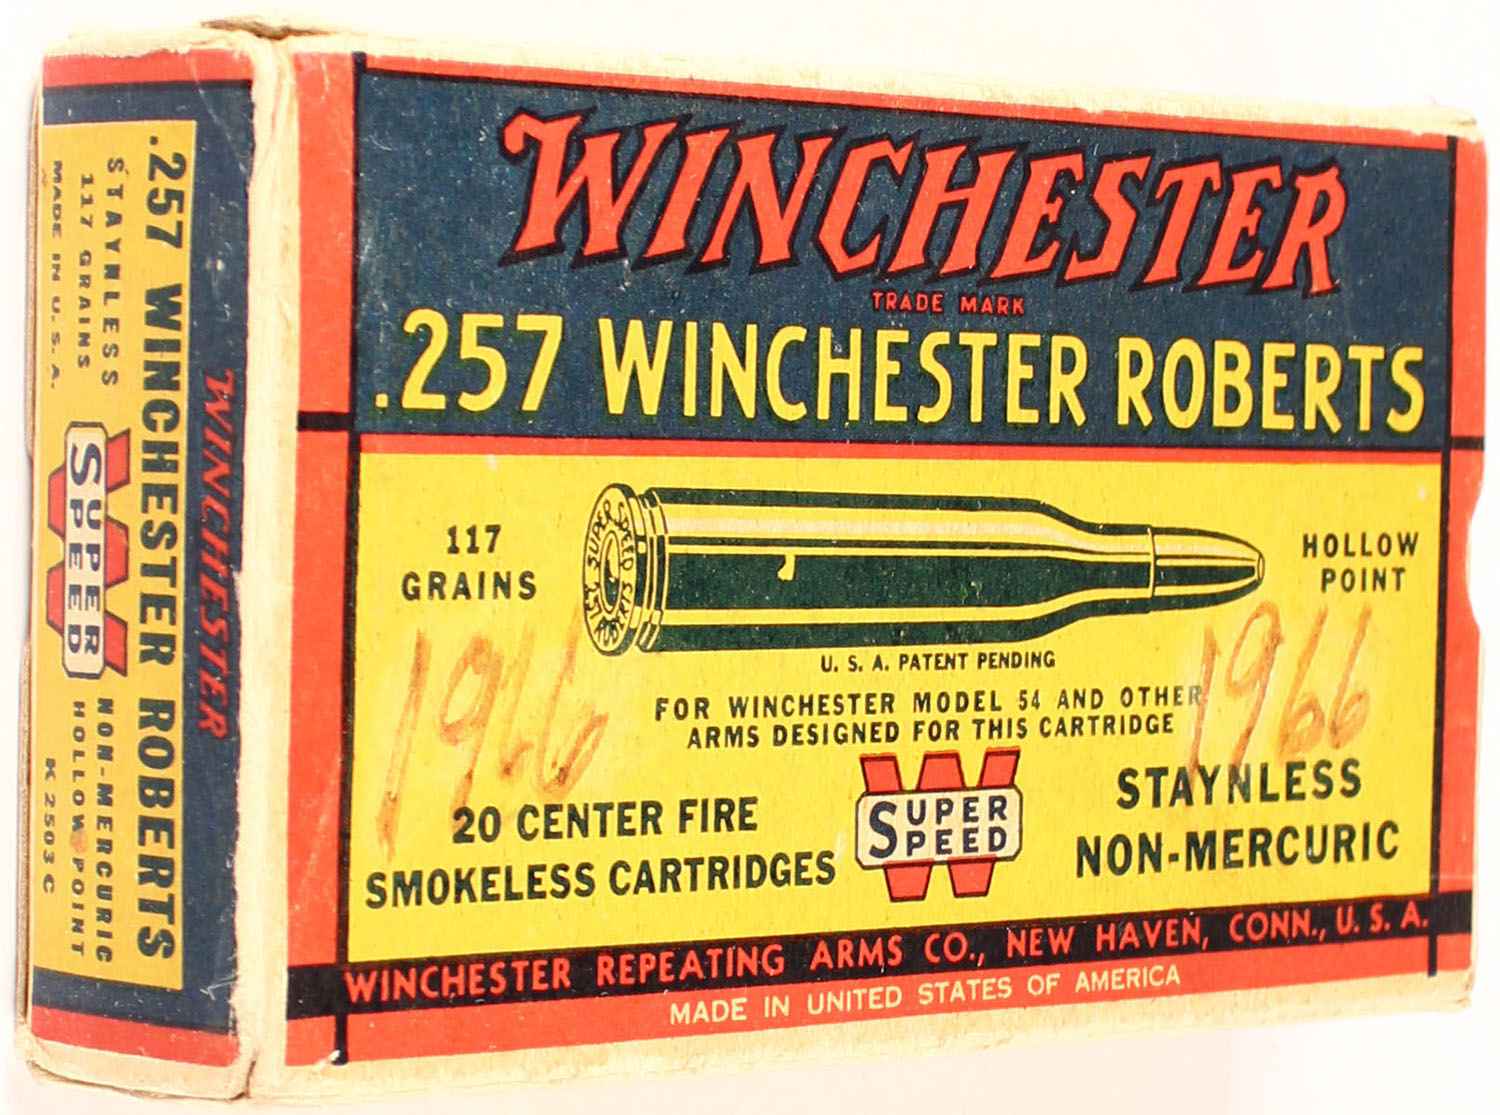 WINCHESTER
TRADE MARK
.257 WINCHESTER ROBERTS
117
GRAINS
HOLLOW
POINT
SUPER SPEED
U. S. A. PATENT PENDING
FOR WINCHESTER MODEL 54 AND OTHER
ARMS DESIGNED FOR THIS CARTRIDGE
1966
1966
20 CENTER FIRE
SMOKELESS CARTRIDGES
W
SUPER
SPEED
STAYNLESS
NON-MERCURIC
WINCHESTER REPEATING ARMS CO., NEW HAVEN, CONN., U. S. A.
MADE IN UNITED STATES OF AMERICA
WINCHESTER
.257 WINCHESTER ROBERTS
STAYNLESS
117 GRAINS
MADE IN U. S. A.
W
SUPER
SPEED
NON-MERCURIC
HOLLOW POINT
K 2503 C